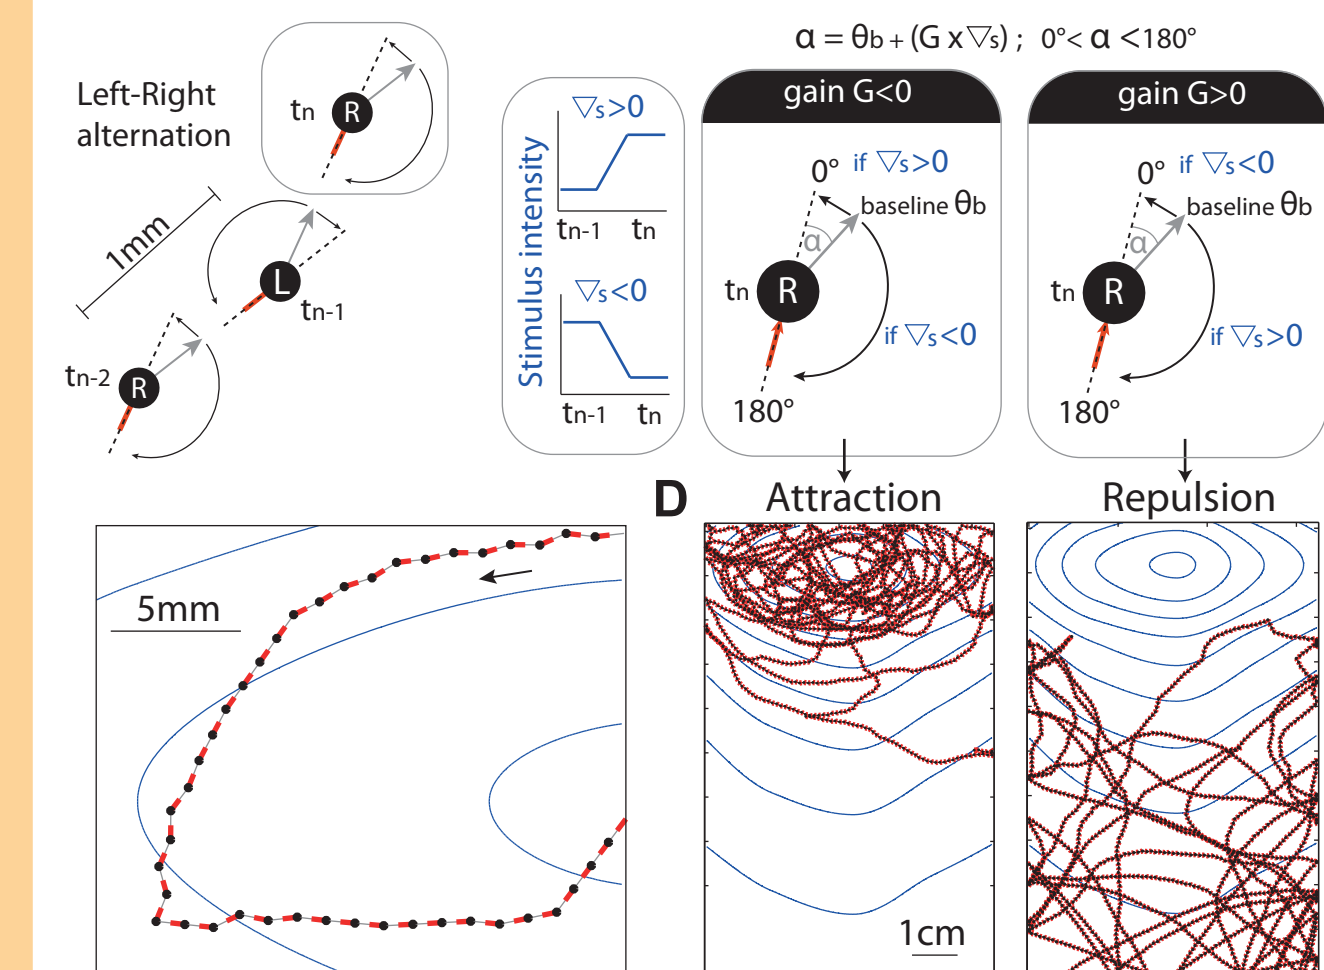 α = θb + (G x ▽s) ; 0°< α <180°
Left-Right
alternation
tn
R
1mm
L
tn-1
tn-2
R
Stimulus intensity
▽s>0
tn-1 tn
▽s<0
tn-1 tn
gain G<0
0° if ▽s>0
baseline θb
α
tn R
if ▽s<0
180°
gain G>0
0° if ▽s<0
baseline θb
α
tn R
if ▽s>0
180°
5mm
D
Attraction
1cm
Repulsion